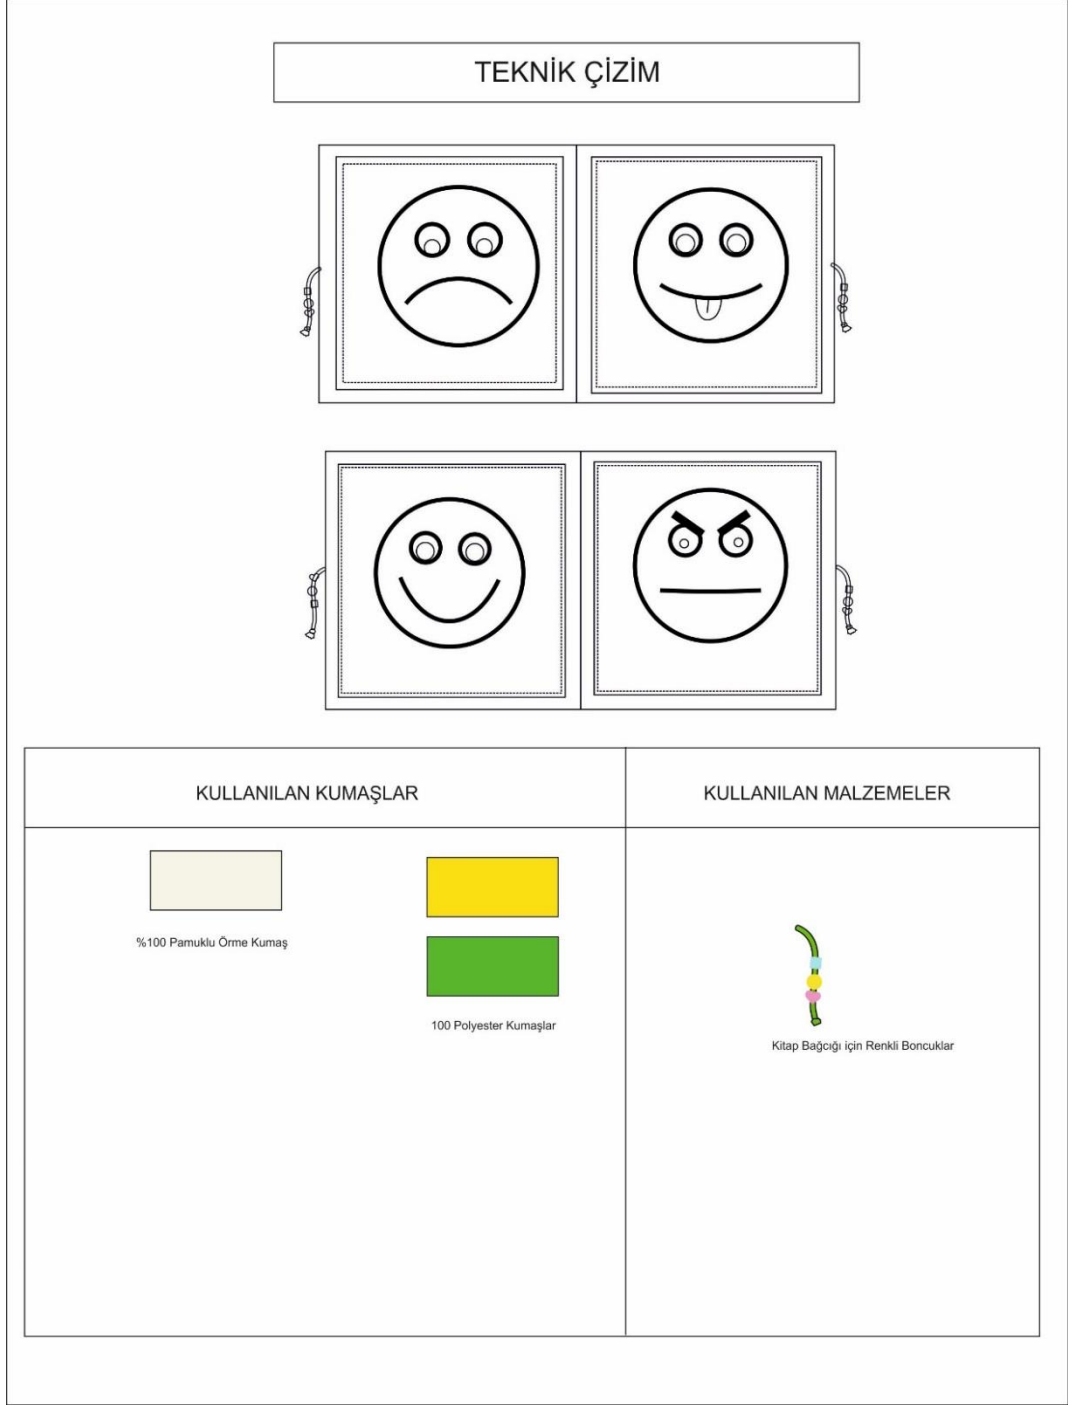 TEKNİK ÇİZİM
KULLANILAN KUMAŞLAR
KULLANILAN MALZEMELER
%100 Pamuklu Örme Kumaş
100 Polyester Kumaşlar
Kitap Bağcığı için Renkli Boncuklar